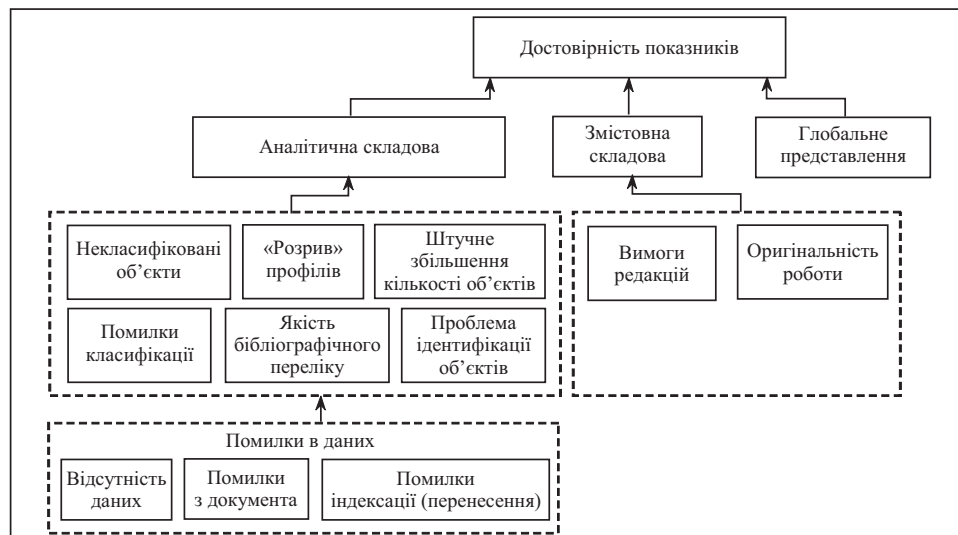 Достовірність показників
Аналітична складова
Змістовна
складова
Глобальне
представлення
Некласифіковані
об’єкти
«Розрив»
профілів
Штучне
збільшення
кількості об’єктів
Помилки
класифікації
Якість
бібліографічного
переліку
Проблема
ідентифікації
об’єктів
Вимоги
редакцій
Оригінальність
роботи
Помилки в даних
Відсутність
даних
Помилки
з документа
Помилки
індексації (перенесення)